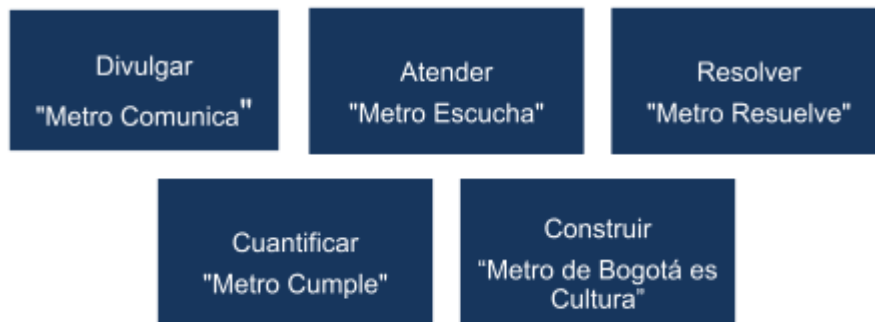 Divulgar
"Metro Comunica"
Atender
"Metro Escucha"
Resolver
"Metro Resuelve"
Cuantificar
"Metro Cumple"
Construir
“Metro de Bogotá es
Cultura”